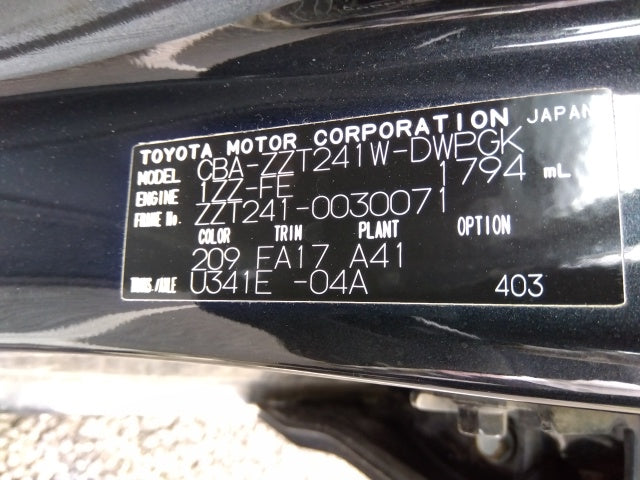 TOYOTA MOTOR CORPORATION JAPAN
MODEL CBA-ZZT241W-DWPGK
ENGINE 1ZZ-FE 1794 mL
FRAME No. ZZT241-0030071
COLOR TRIM PLANT OPTION
209 FA17 A41
TRANS./AXLE U341E -04A 403